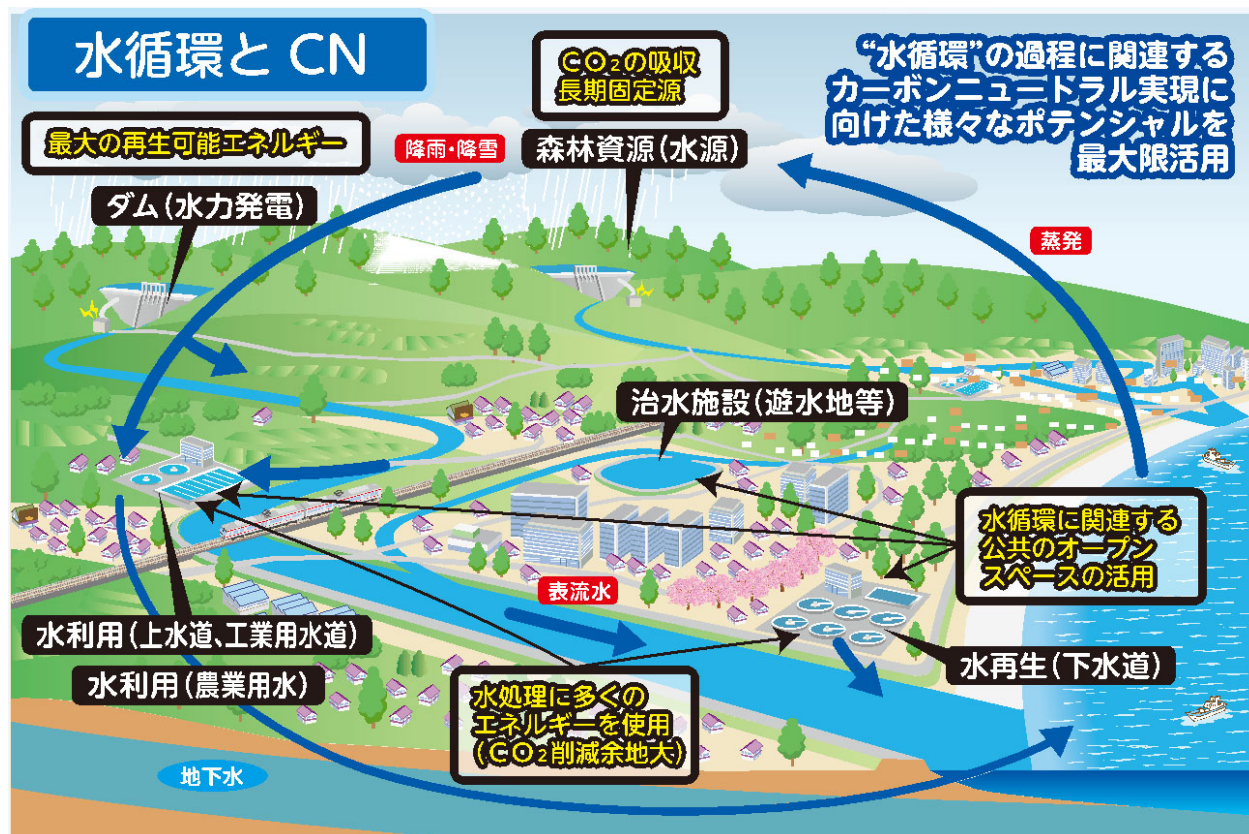 水循環と CN
“水循環”の過程に関連する
カーボンニュートラル実現に
向けた様々なポテンシャルを
最大限活用
CO₂の吸収
長期固定源
森林資源(水源)
最大の再生可能エネルギー
ダム(水力発電)
降雨・降雪
蒸発
治水施設(遊水地等)
水循環に関連する
公共のオープン
スペースの活用
表流水
水利用(上水道、工業用水道)
水利用(農業用水)
水再生(下水道)
水処理に多くの
エネルギーを使用
(CO₂削減余地大)
地下水